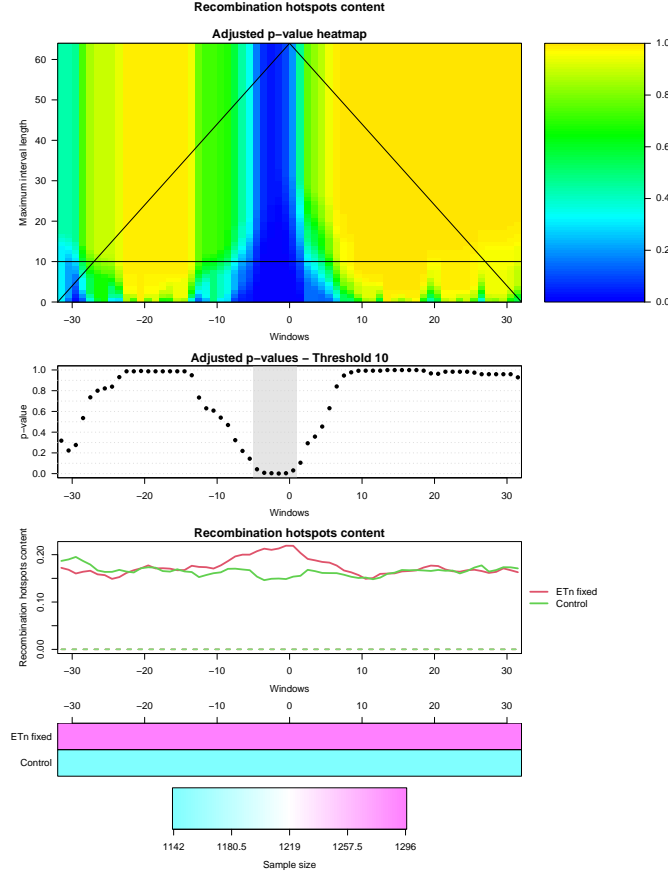 Recombination hotspots content
Adjusted p−value heatmap
Maximum interval length
60
50
40
30
20
10
0
−30 −20 −10 0 10 20 30
Windows
1.0
0.8
0.6
0.4
0.2
0.0
Adjusted p−values − Threshold 10
p−value
1.0
0.8
0.6
0.4
0.2
0.0
−30 −20 −10 0 10 20 30
Windows
Recombination hotspots content
Recombination hotspots content
0.20
0.10
0.00
−30 −20 −10 0 10 20 30
Windows
ETn fixed
Control
−30 −20 −10 0 10 20 30
ETn fixed
Control
1142 1180.5 1219 1257.5 1296
Sample size